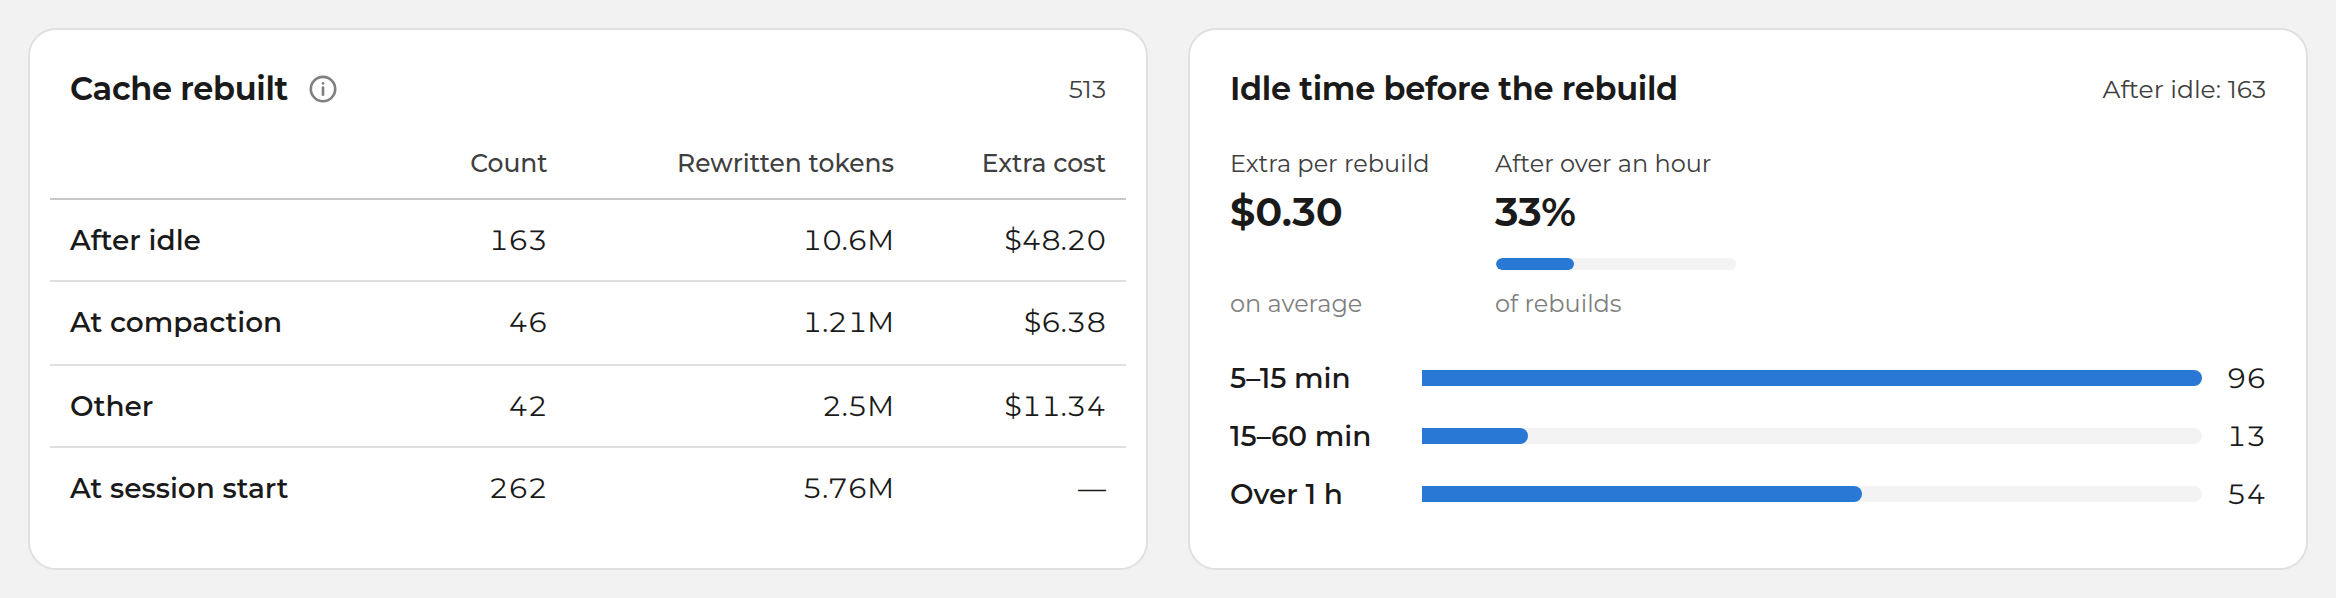 Cache rebuilt
513
Count Rewritten tokens Extra cost
After idle 163 10.6M $48.20
At compaction 46 1.21M $6.38
Other 42 2.5M $11.34
At session start 262 5.76M —
Idle time before the rebuild
After idle: 163
Extra per rebuild
$0.30
on average
After over an hour
33%
of rebuilds
5–15 min 96
15–60 min 13
Over 1 h 54